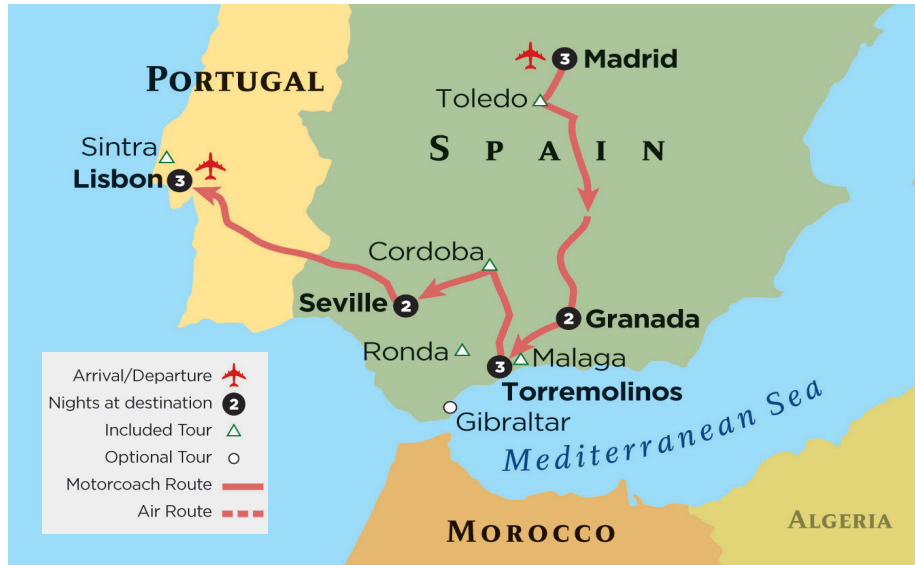 3 Madrid
PORTUGAL
Toledo
SPAIN
Sintra
Lisbon 3
Cordoba
Seville 2
2 Granada
Ronda
Malaga
3
Torremolinos
Gibraltar
Mediterranean Sea
MOROCCO
ALGERIA
Arrival/Departure
Nights at destination 2
Included Tour
Optional Tour
Motorcoach Route
Air Route